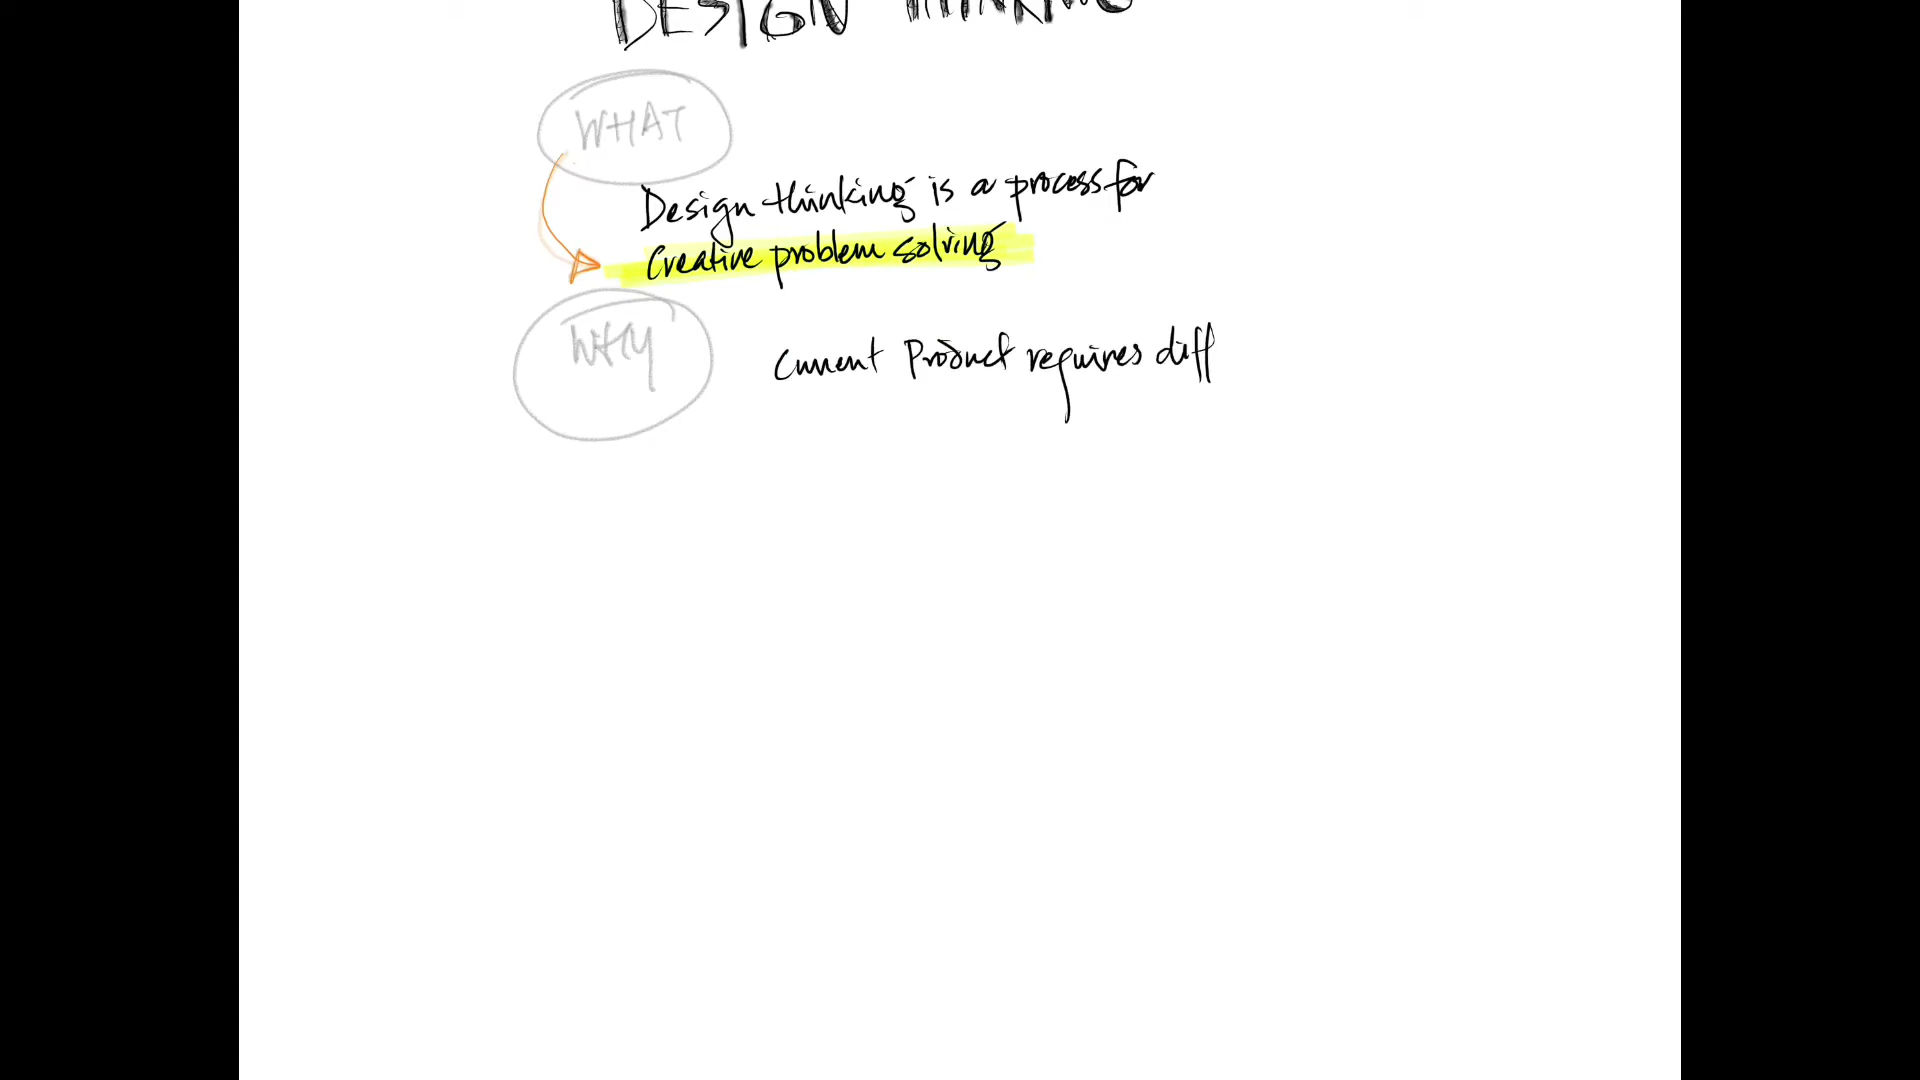 DESIGN THINKING
WHAT
Design thinking is a process for
Creative problem solving
WHY
Current Product requires diff